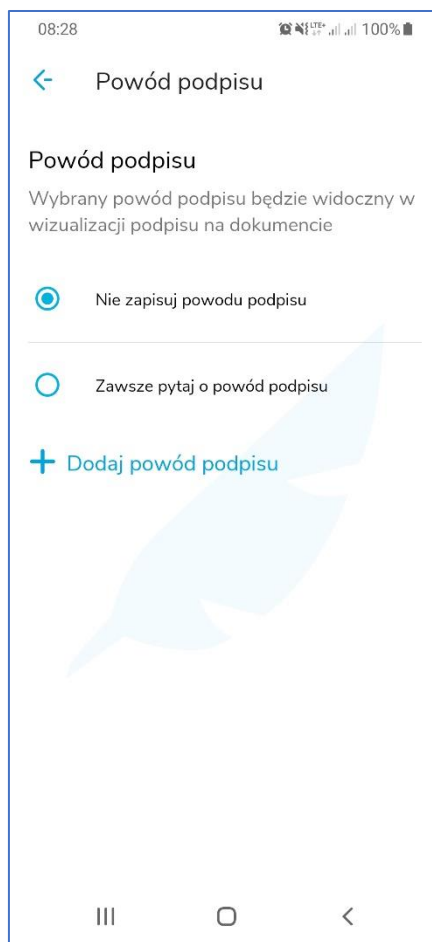 08:28 LTE+ 100%
Powód podpisu
Powód podpisu
Wybrany powód podpisu będzie widoczny w
wizualizacji podpisu na dokumencie
Nie zapisuj powodu podpisu
Zawsze pytaj o powód podpisu
Dodaj powód podpisu